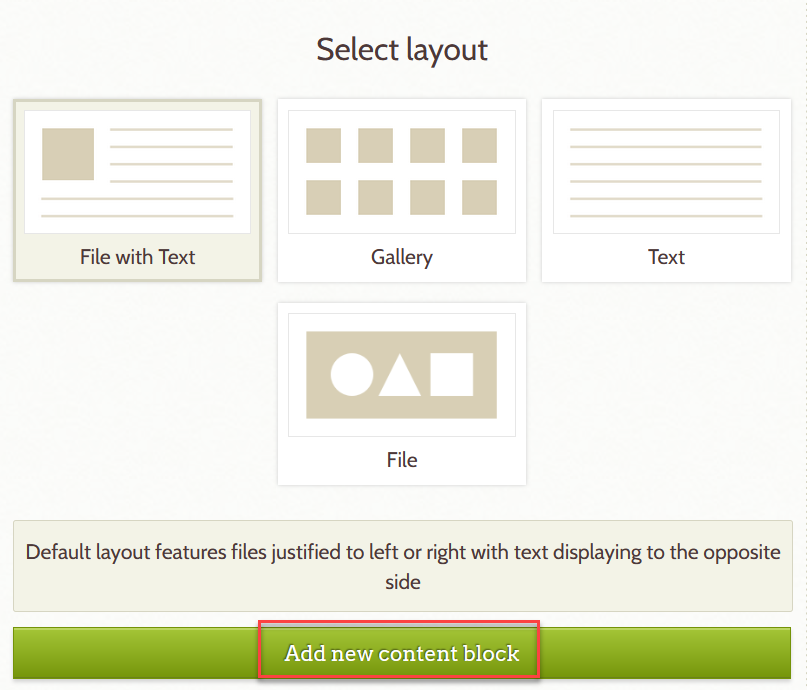 Select layout
File with Text
Gallery
Text
File
Default layout features files justified to left or right with text displaying to the opposite
side
Add new content block